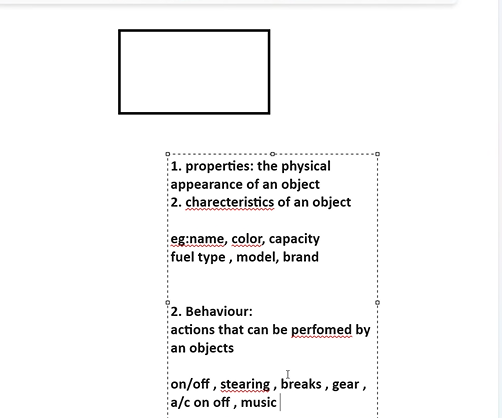 1. properties: the physical
appearance of an object
2. charecteristics of an object
eg:name, color, capacity
fuel type , model, brand
2. Behaviour:
actions that can be perfomed by
an objects
on/off , stearing , breaks , gear ,
a/c on off , music